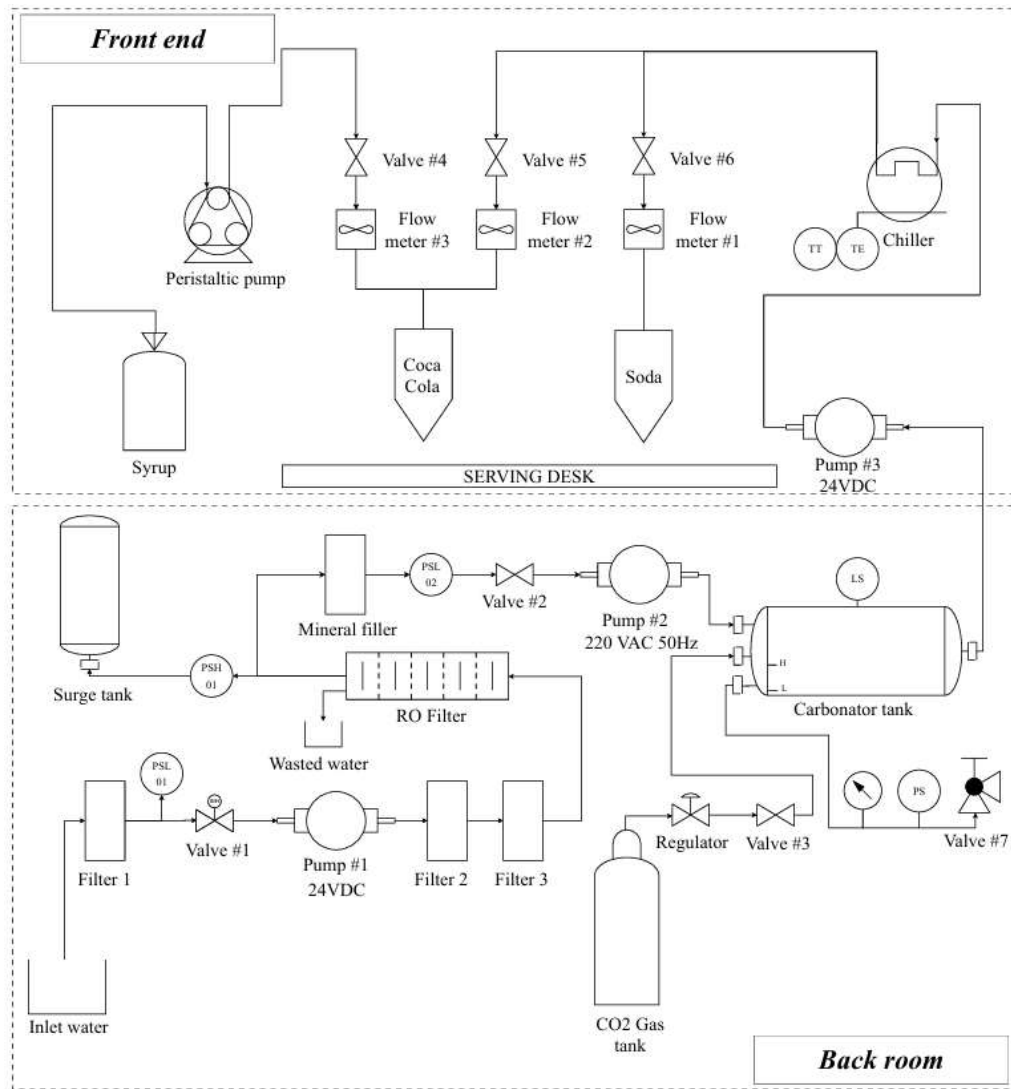 Front end
Valve #4
Valve #5
Valve #6
Flow
meter #3
Flow
meter #2
Flow
meter #1
TT
TE
Chiller
Peristaltic pump
Coca
Cola
Soda
Syrup
SERVING DESK
Pump #3
24VDC
PSL
02
LS
Valve #2
Mineral filler
Pump #2
220 VAC 50Hz
PSH
01
H
L
Surge tank
RO Filter
Carbonator tank
Wasted water
PSL
01
PS
Valve #1
Regulator
Valve #3
Valve #7
Filter 1
Pump #1
24VDC
Filter 2
Filter 3
Inlet water
CO2 Gas
tank
Back room